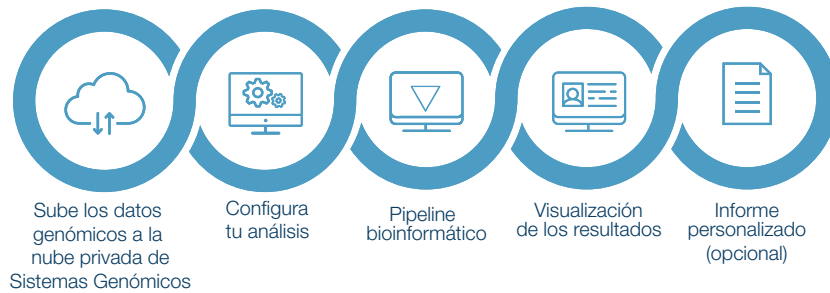 Sube los datos
genómicos a la
nube privada de
Sistemas Genómicos
Configura
tu análisis
Pipeline
bioinformático
Visualización
de los resultados
Informe
personalizado
(opcional)